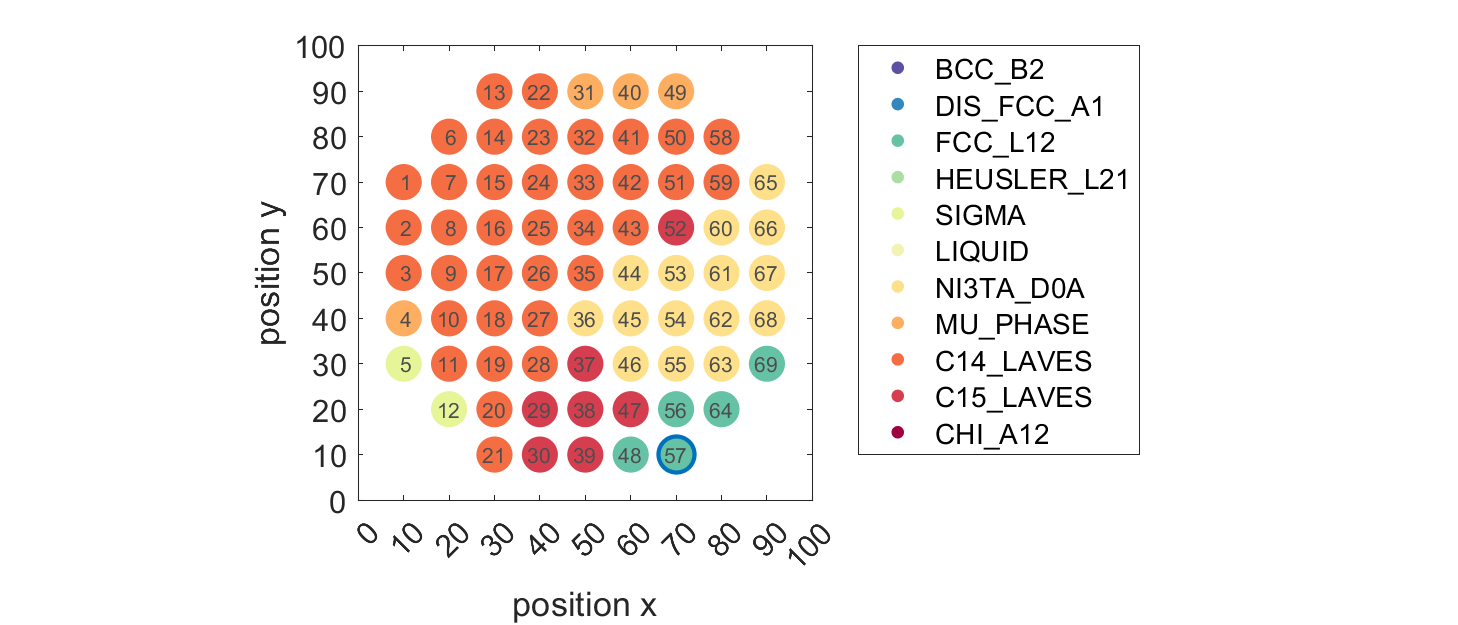 100
90
80
70
60
50
40
30
20
10
0
position y
13 22 31 40 49
6 14 23 32 41 50 58
1 7 15 24 33 42 51 59 65
2 8 16 25 34 43 52 60 66
3 9 17 26 35 44 53 61 67
4 10 18 27 36 45 54 62 68
5 11 19 28 37 46 55 63 69
12 20 29 38 47 56 64
21 30 39 48 57
0 10 20 30 40 50 60 70 80 90 100
position x
BCC_B2
DIS_FCC_A1
FCC_L12
HEUSLER_L21
SIGMA
LIQUID
NI3TA_D0A
MU_PHASE
C14_LAVES
C15_LAVES
CHI_A12